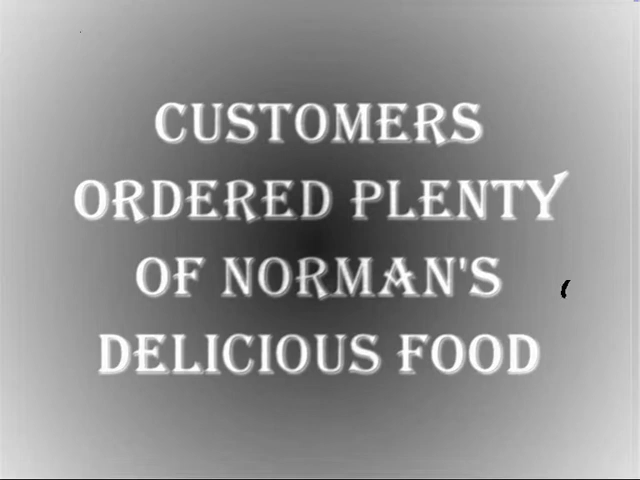 CUSTOMERS
ORDERED PLENTY
OF NORMAN'S
DELICIOUS FOOD